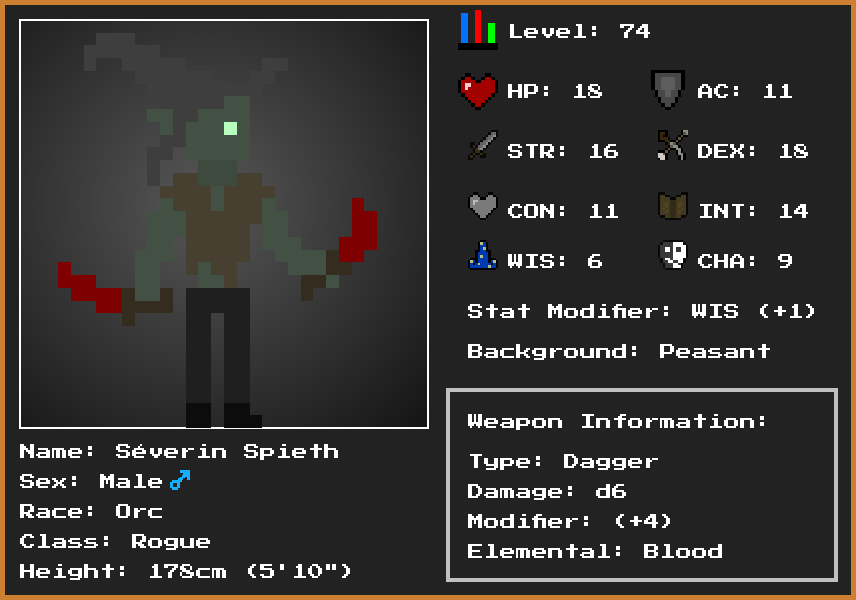 Level: 74
HP: 18
AC: 11
STR: 16
DEX: 18
CON: 11
INT: 14
WIS: 6
CHA: 9
Stat Modifier: WIS (+1)
Background: Peasant
Weapon Information:
Type: Dagger
Damage: d6
Modifier: (+4)
Elemental: Blood
Name: Séverin Spieth
Sex: Male♂
Race: Orc
Class: Rogue
Height: 178cm (5'10")